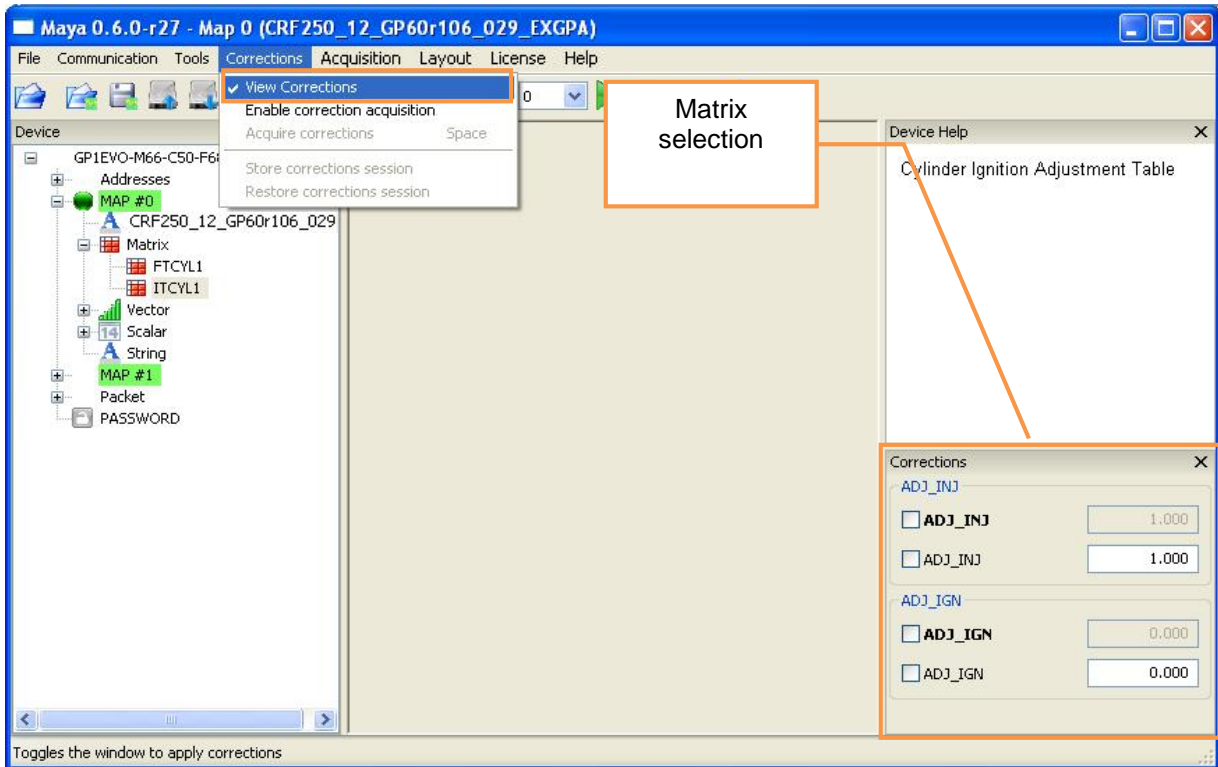 Maya 0.6.0-r27 - Map 0 (CRF250_12_GP60r106_029_EXGPA)
File Communication Tools Corrections Acquisition Layout License Help
View Corrections
Enable correction acquisition
Acquire corrections Space
Store corrections session
Restore corrections session
0
Matrix
selection
Device
GP1EVO-M66-C50-F6
Addresses
MAP #0
CRF250_12_GP60r106_029
Matrix
FTCYL1
ITCYL1
Vector
14 Scalar
A String
MAP #1
Packet
PASSWORD
Device Help
Cylinder Ignition Adjustment Table
Corrections
ADJ_INJ
ADJ_INJ 1.000
ADJ_INJ 1.000
ADJ_IGN
ADJ_IGN 0.000
ADJ_IGN 0.000
Toggles the window to apply corrections